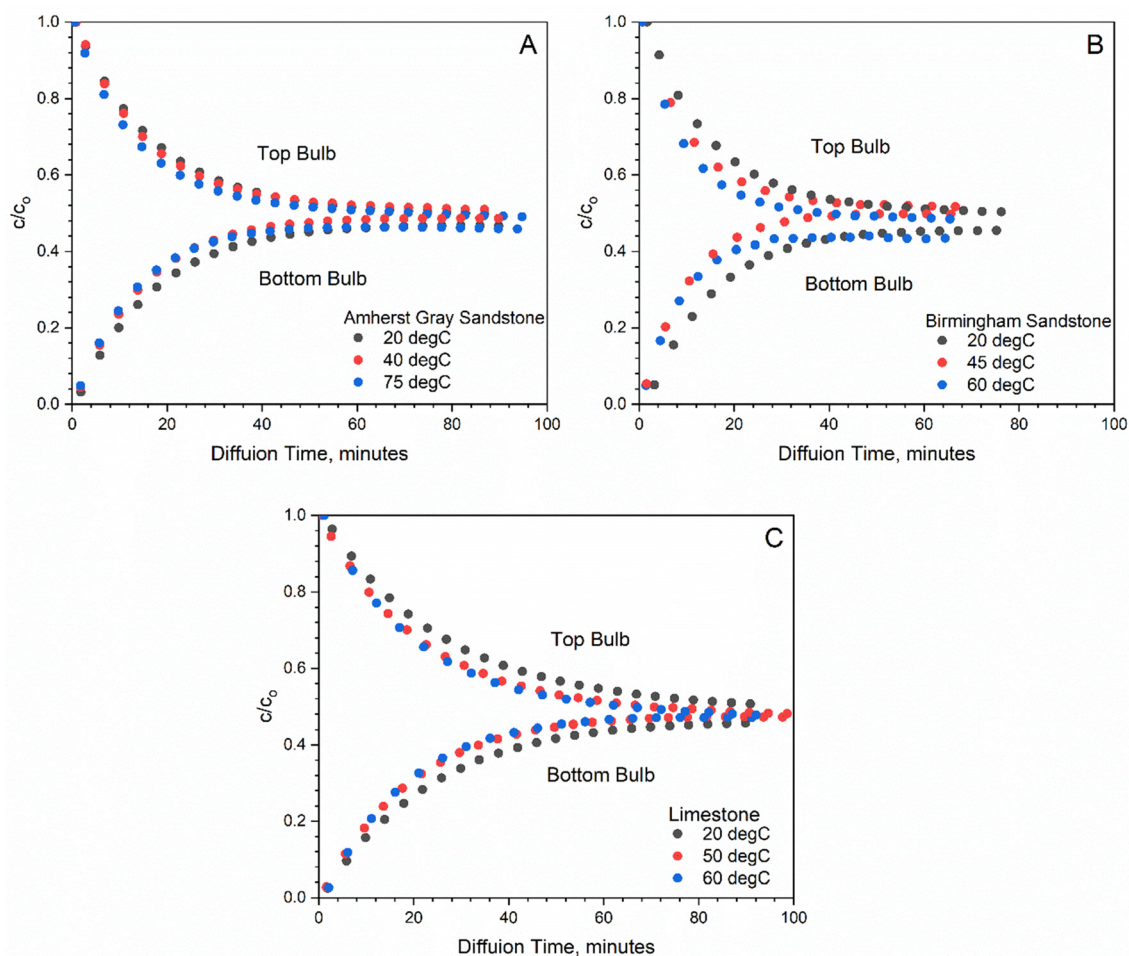 A
1.0
0.8
0.6
0.4
0.2
0.0
c/co
Top Bulb
Bottom Bulb
Amherst Gray Sandstone
20 degC
40 degC
75 degC
0 20 40 60 80 100
Diffuion Time, minutes
B
1.0
0.8
0.6
0.4
0.2
0.0
c/co
Top Bulb
Bottom Bulb
Birmingham Sandstone
20 degC
45 degC
60 degC
0 20 40 60 80 100
Diffuion Time, minutes
C
1.0
0.8
0.6
0.4
0.2
0.0
c/co
Top Bulb
Bottom Bulb
Limestone
20 degC
50 degC
60 degC
0 20 40 60 80 100
Diffuion Time, minutes